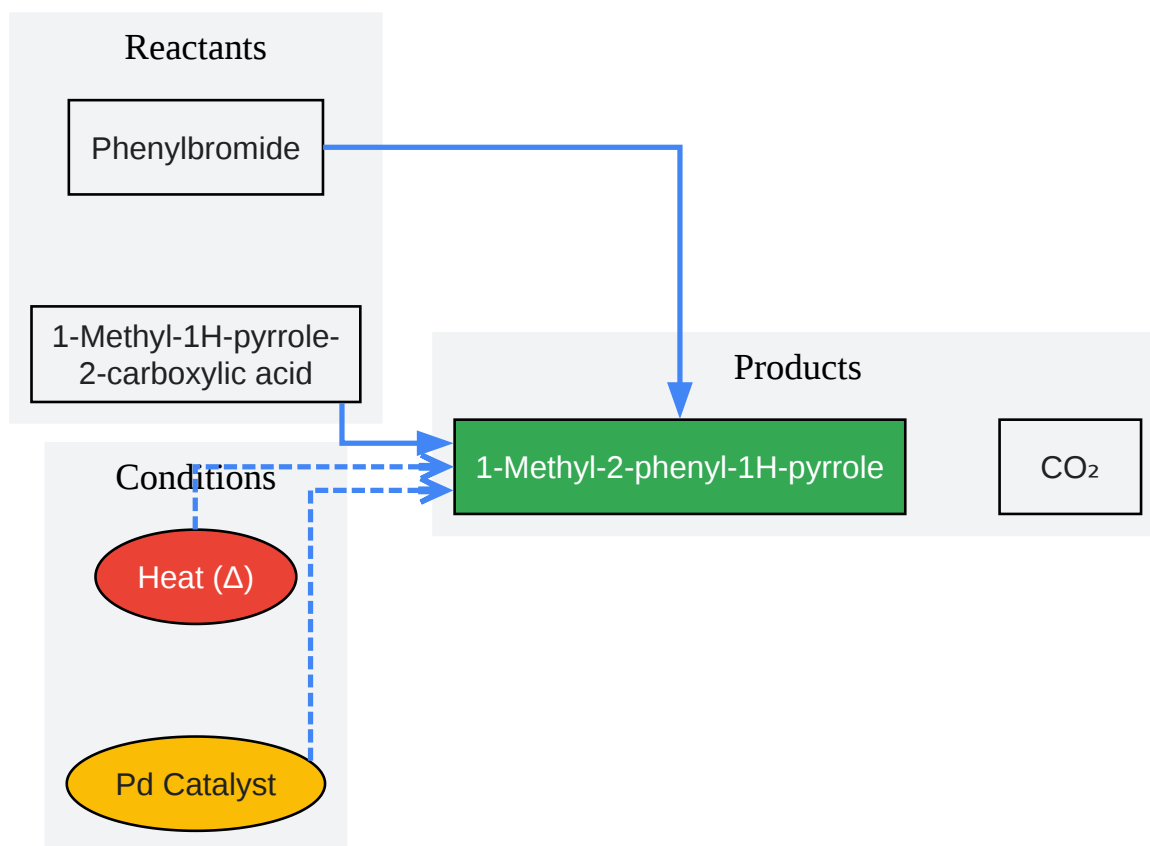 Reactants
Phenylbromide
1-Methyl-1H-pyrrole-
2-carboxylic acid
Products
1-Methyl-2-phenyl-1H-pyrrole
CO₂
Conditions
Heat (Δ)
Pd Catalyst